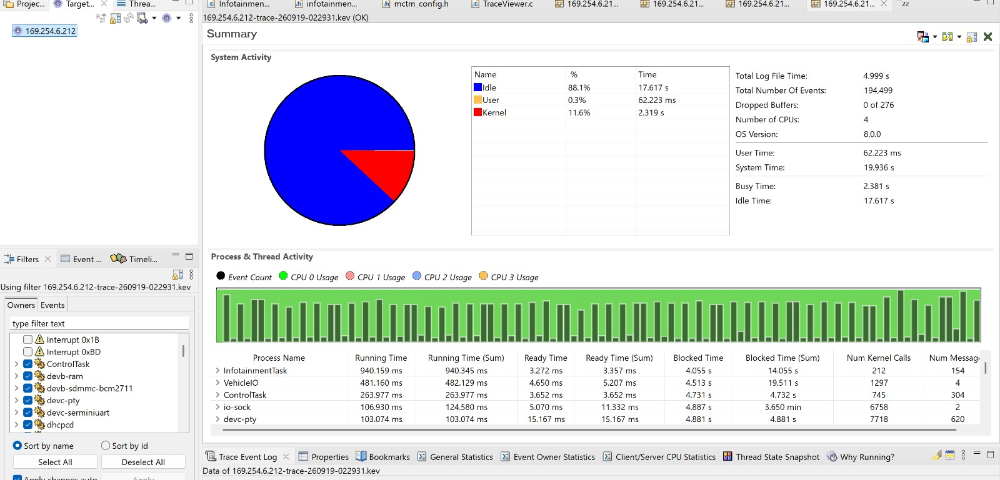 Projec...
Target...
Threa...
Infotainmen...
infotainmen...
mctm_config.h
TraceViewer.c
169.254.6.21...
169.254.6.21...
169.254.6.21...
169.254.6.21...
22
169.254.6.212-trace-260919-022931.kev (OK)
169.254.6.212
Summary
System Activity
Name % Time
Idle 88.1% 17.617 s
User 0.3% 62.223 ms
Kernel 11.6% 2.319 s
Total Log File Time: 4.999 s
Total Number Of Events: 194,499
Dropped Buffers: 0 of 276
Number of CPUs: 4
OS Version: 8.0.0
User Time: 62.223 ms
System Time: 19.936 s
Busy Time: 2.381 s
Idle Time: 17.617 s
Filters
Event ...
Timeli...
Using filter 169.254.6.212-trace-260919-022931.kev
Owners Events
type filter text
Interrupt 0x1B
Interrupt 0xBD
ControlTask
devb-ram
devb-sdmmc-bcm2711
devc-pty
devc-serminiuart
dhcpcd
Sort by name Sort by id
Select All Deselect All
Apply changes auto Apply
Process & Thread Activity
Event Count CPU 0 Usage CPU 1 Usage CPU 2 Usage CPU 3 Usage
Process Name Running Time Running Time (Sum) Ready Time Ready Time (Sum) Blocked Time Blocked Time (Sum) Num Kernel Calls Num Messag
InfotainmentTask 940.159 ms 940.345 ms 3.272 ms 3.357 ms 4.055 s 14.055 s 212 154
VehicleIO 481.160 ms 482.129 ms 4.650 ms 5.207 ms 4.513 s 19.511 s 1297 4
ControlTask 263.977 ms 263.977 ms 3.652 ms 3.652 ms 4.731 s 4.732 s 745 304
io-sock 106.930 ms 124.580 ms 5.070 ms 11.332 ms 4.887 s 3.650 min 6758 2
devc-pty 103.074 ms 103.074 ms 15.167 ms 15.167 ms 4.881 s 4.881 s 7718 620
Trace Event Log
Properties
Bookmarks
General Statistics
Event Owner Statistics
Client/Server CPU Statistics
Thread State Snapshot
Why Running?
Data of 169.254.6.212-trace-260919-022931.kev